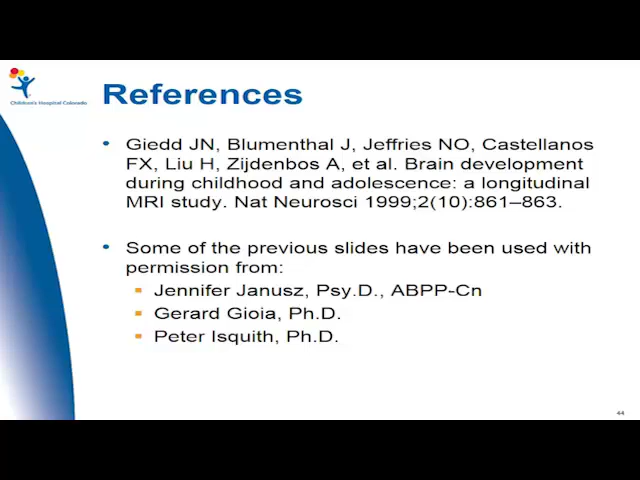 Children's Hospital Colorado
References
• Giedd JN, Blumenthal J, Jeffries NO, Castellanos
FX, Liu H, Zijdenbos A, et al. Brain development
during childhood and adolescence: a longitudinal
MRI study. Nat Neurosci 1999;2(10):861–863.
• Some of the previous slides have been used with
permission from:
Jennifer Janusz, Psy.D., ABPP-Cn
Gerard Gioia, Ph.D.
Peter Isquith, Ph.D.
44